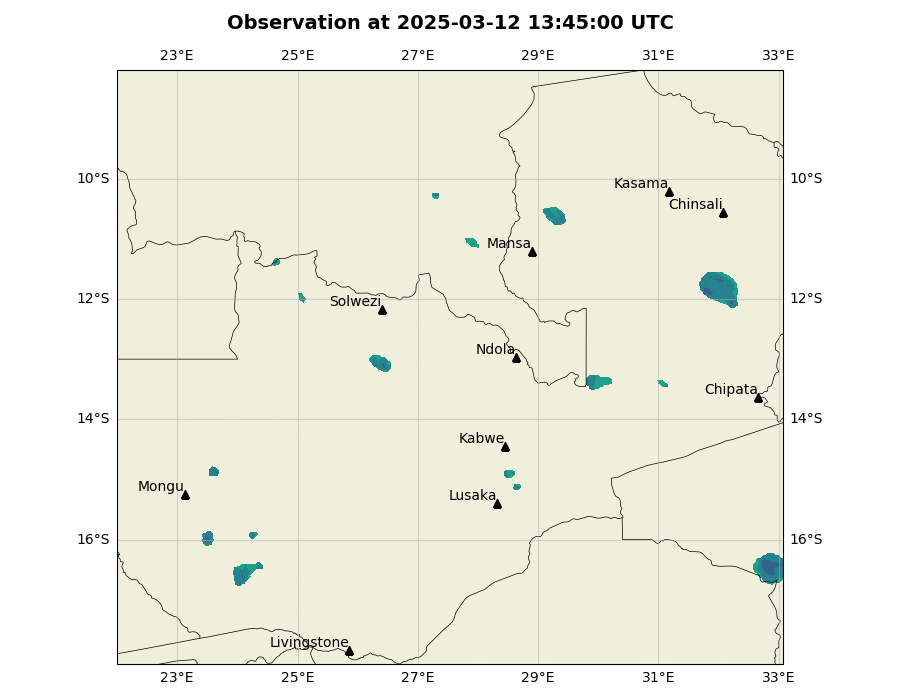 Observation at 2025-03-12 13:45:00 UTC
23°E 25°E 27°E 29°E 31°E 33°E
10°S 10°S
Kasama
Chinsali
Mansa
12°S 12°S
Solwezi
Ndola
Chipata
14°S 14°S
Kabwe
Mongu
Lusaka
16°S 16°S
Livingstone
23°E 25°E 27°E 29°E 31°E 33°E